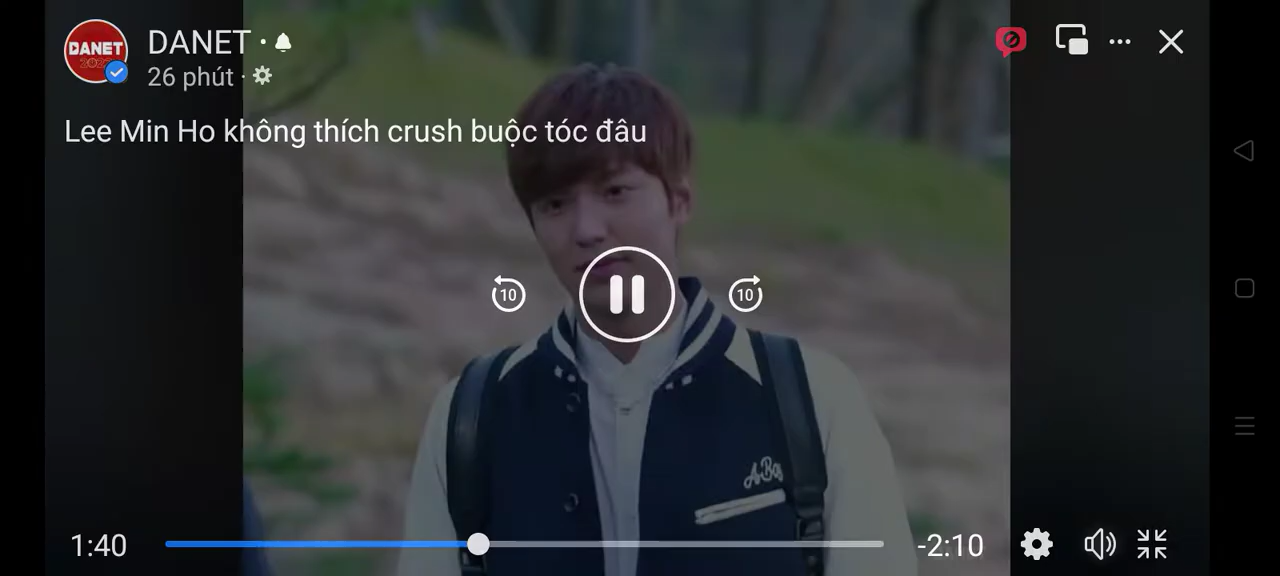 DANET
DANET ·
26 phút ·
Lee Min Ho không thích crush buộc tóc đâu
10
10
A.Boy
1:40
-2:10